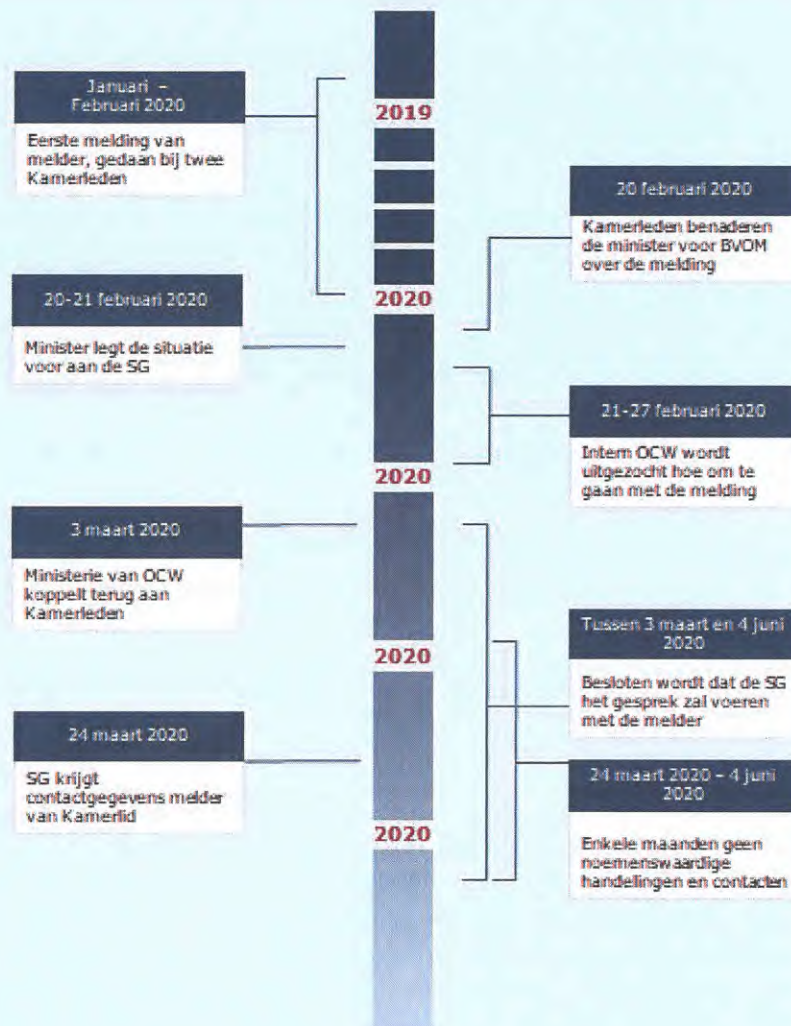 Januari –
Februari 2020
Eerste melding van
melder, gedaan bij twee
Kamerleden
2019
20 februari 2020
Kamerleden benaderen
de minister voor BVOM
over de melding
20-21 februari 2020
Minister legt de situatie
voor aan de SG
2020
21-27 februari 2020
Intern OCW wordt
uitgezocht hoe om te
gaan met de melding
2020
3 maart 2020
Ministerie van OCW
koppelt terug aan
Kamerleden
Tussen 3 maart en 4 juni
2020
Besloten wordt dat de SG
het gesprek zal voeren
met de melder
2020
24 maart 2020
SG krijgt
contactgegevens melder
van Kamerlid
24 maart 2020 – 4 juni
2020
Enkele maanden geen
noemenswaardige
handelingen en contacten
2020